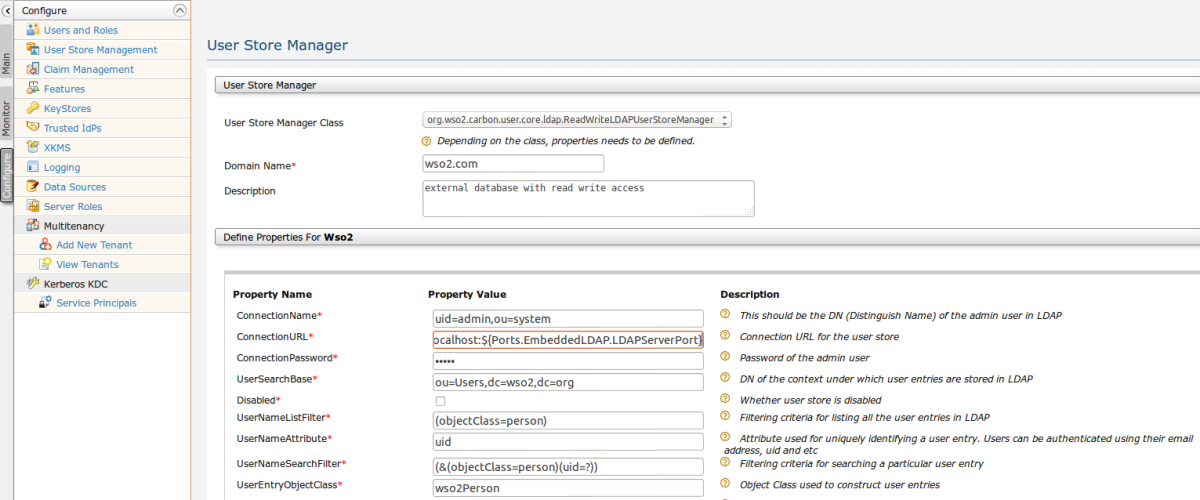 Configure
Main
Monitor
Configure
Users and Roles
User Store Management
Claim Management
Features
KeyStores
Trusted IdPs
XKMS
Logging
Data Sources
Server Roles
Multitenancy
Add New Tenant
View Tenants
Kerberos KDC
Service Principals
User Store Manager
User Store Manager
User Store Manager Class org.wso2.carbon.user.core.ldap.ReadWriteLDAPUserStoreManager
Depending on the class, properties needs to be defined.
Domain Name* wso2.com
Description external database with read write access
Define Properties For Wso2
Property Name Property Value Description
ConnectionName* uid=admin,ou=system This should be the DN (Distinguish Name) of the admin user in LDAP
ConnectionURL* ocalhost:${Ports.EmbeddedLDAP.LDAPServerPort} Connection URL for the user store
ConnectionPassword* ••••• Password of the admin user
UserSearchBase* ou=Users,dc=wso2,dc=org DN of the context under which user entries are stored in LDAP
Disabled* Whether user store is disabled
UserNameListFilter* (objectClass=person) Filtering criteria for listing all the user entries in LDAP
UserNameAttribute* uid Attribute used for uniquely identifying a user entry. Users can be authenticated using their email
address, uid and etc
UserNameSearchFilter* (&(objectClass=person)(uid=?)) Filtering criteria for searching a particular user entry
UserEntryObjectClass* wso2Person Object Class used to construct user entries